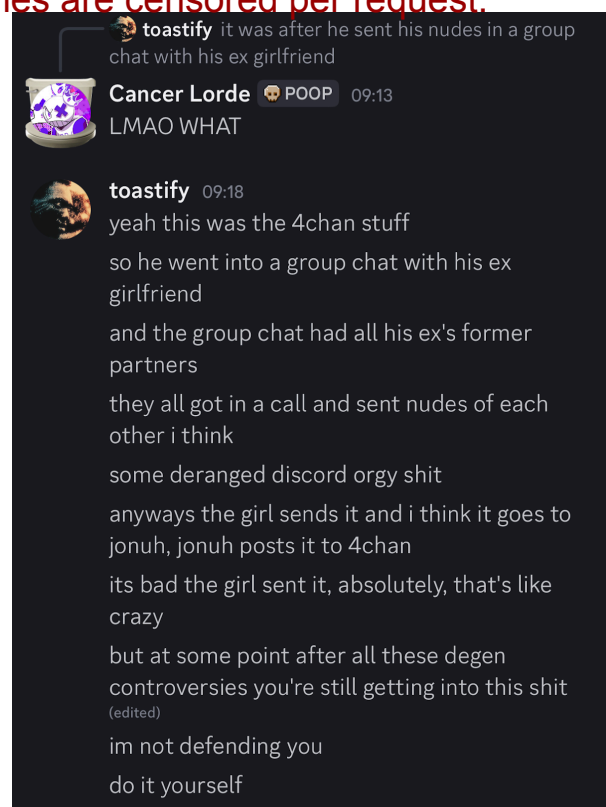 ies are censored per request.
toastify it was after he sent his nudes in a group
chat with his ex girlfriend
Cancer Lorde POOP 09:13
LMAO WHAT
toastify 09:18
yeah this was the 4chan stuff
so he went into a group chat with his ex
girlfriend
and the group chat had all his ex's former
partners
they all got in a call and sent nudes of each
other i think
some deranged discord orgy shit
anyways the girl sends it and i think it goes to
jonuh, jonuh posts it to 4chan
its bad the girl sent it, absolutely, that's like
crazy
but at some point after all these degen
controversies you're still getting into this shit
(edited)
im not defending you
do it yourself